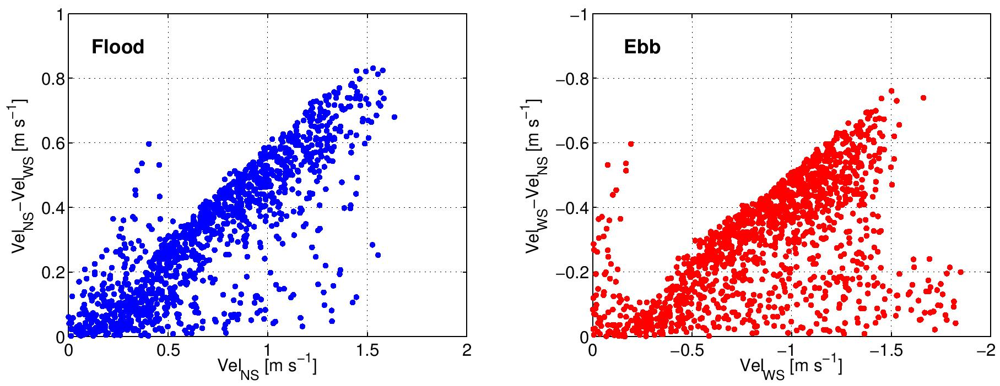 Flood
1
0.8
0.6
0.4
0.2
0
0 0.5 1 1.5 2
Vel_NS − Vel_WS [m s^−1]
Vel_NS [m s^−1]
Ebb
−1
−0.8
−0.6
−0.4
−0.2
0
0 −0.5 −1 −1.5 −2
Vel_WS − Vel_NS [m s^−1]
Vel_WS [m s^−1]